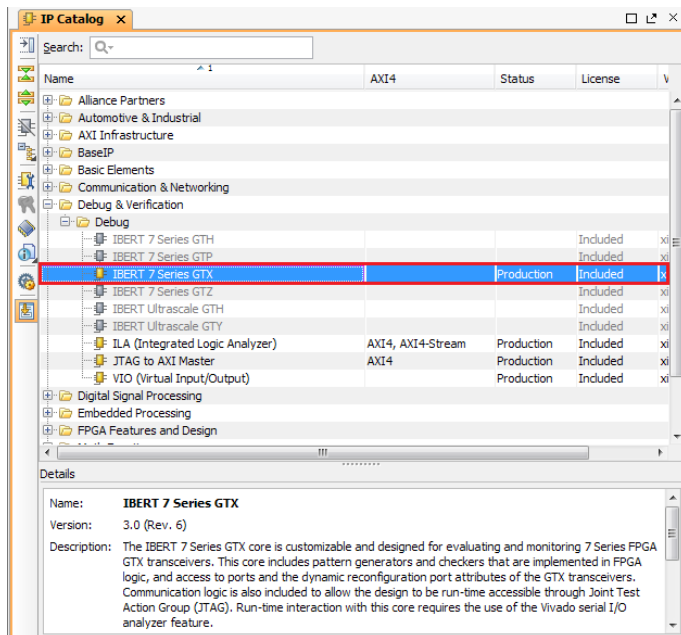 IP Catalog
Search:
Name 1 AXI4 Status License
Alliance Partners
Automotive & Industrial
AXI Infrastructure
BaseIP
Basic Elements
Communication & Networking
Debug & Verification
Debug
IBERT 7 Series GTH Included xi
IBERT 7 Series GTP Included xi
IBERT 7 Series GTX Production Included x
IBERT 7 Series GTZ Included xi
IBERT Ultrascale GTH Included xi
IBERT Ultrascale GTY Included xi
ILA (Integrated Logic Analyzer) AXI4, AXI4-Stream Production Included xi
JTAG to AXI Master AXI4 Production Included xi
VIO (Virtual Input/Output) Production Included xi
Digital Signal Processing
Embedded Processing
FPGA Features and Design
Details
Name: IBERT 7 Series GTX
Version: 3.0 (Rev. 6)
Description: The IBERT 7 Series GTX core is customizable and designed for evaluating and monitoring 7 Series FPGA
GTX transceivers. This core includes pattern generators and checkers that are implemented in FPGA
logic, and access to ports and the dynamic reconfiguration port attributes of the GTX transceivers.
Communication logic is also included to allow the design to be run-time accessible through Joint Test
Action Group (JTAG). Run-time interaction with this core requires the use of the Vivado serial I/O
analyzer feature.